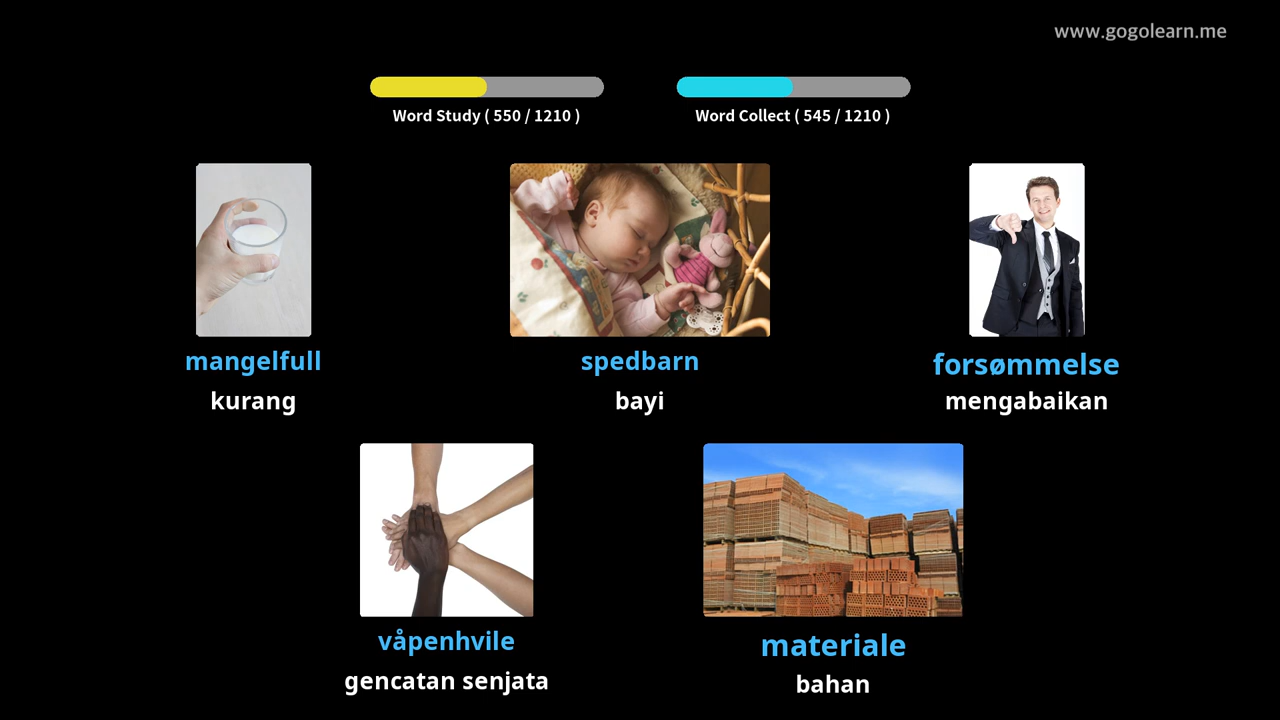 www.gogolearn.me
Word Study ( 550 / 1210 )
Word Collect ( 545 / 1210 )
mangelfull
kurang
spedbarn
bayi
forsømmelse
mengabaikan
våpenhvile
gencatan senjata
materiale
bahan